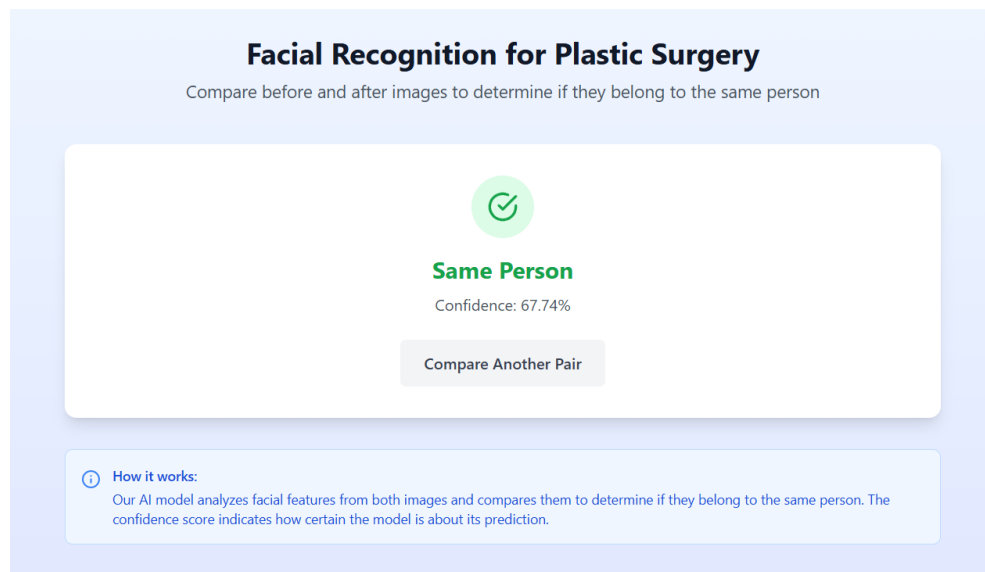 Facial Recognition for Plastic Surgery
Compare before and after images to determine if they belong to the same person
Same Person
Confidence: 67.74%
Compare Another Pair
How it works:
Our AI model analyzes facial features from both images and compares them to determine if they belong to the same person. The
confidence score indicates how certain the model is about its prediction.